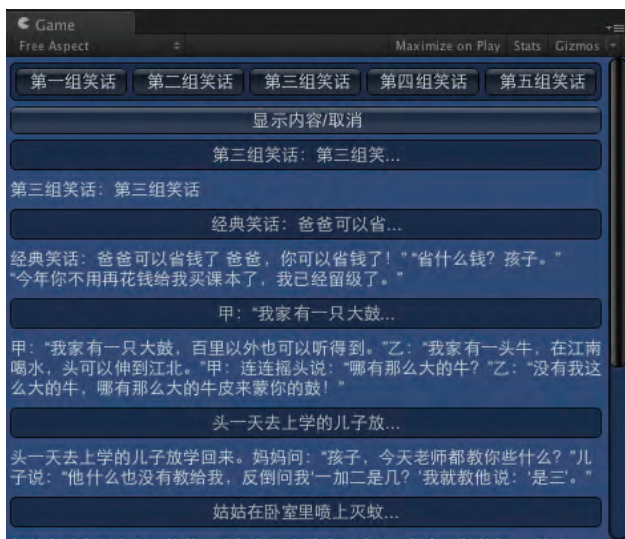 Game
Free Aspect Maximize on Play Stats Gizmos
第一组笑话 第二组笑话 第三组笑话 第四组笑话 第五组笑话
显示内容/取消
第三组笑话：第三组笑...
第三组笑话：第三组笑话
经典笑话：爸爸可以省...
经典笑话：爸爸可以省钱了 爸爸，你可以省钱了！” “省什么钱？孩子。”
“今年你不用再花钱给我买课本了，我已经留级了。”
甲：“我家有一只大鼓...
甲：“我家有一只大鼓，百里以外也可以听得到。”乙：“我家有一头牛，在江南
喝水，头可以伸到江北。”甲：连连摇头说：“哪有那么大的牛？”乙：“没有我这
么大的牛，哪有那么大的牛皮来蒙你的鼓！”
头一天去上学的儿子放...
头一天去上学的儿子放学回来。妈妈问：“孩子，今天老师都教你些什么？”儿
子说：“他什么也没有教给我，反倒问我‘一加二是几？’我就教他说：‘是三’。”
姑姑在卧室里喷上灭蚊...